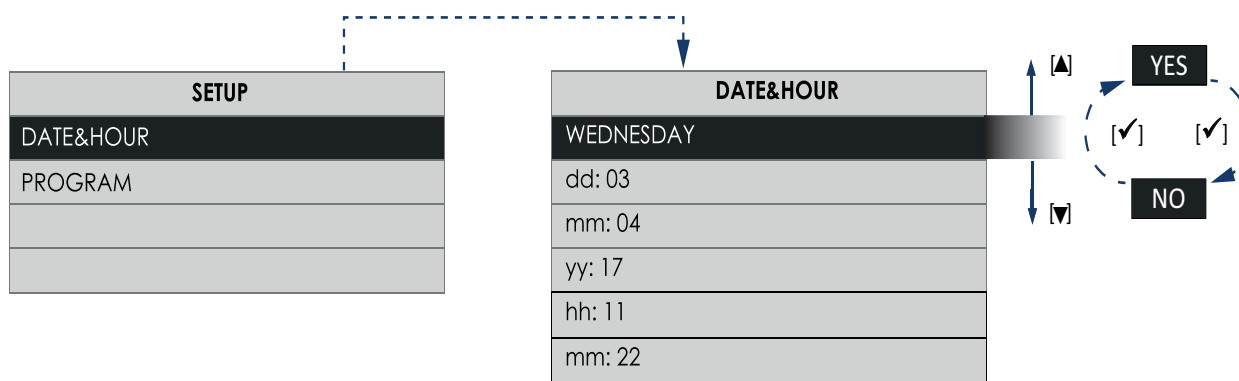 SETUP
DATE&HOUR
PROGRAM
DATE&HOUR
WEDNESDAY
dd: 03
mm: 04
yy: 17
hh: 11
mm: 22
[▲]
[▼]
YES
[✔] [✔]
NO